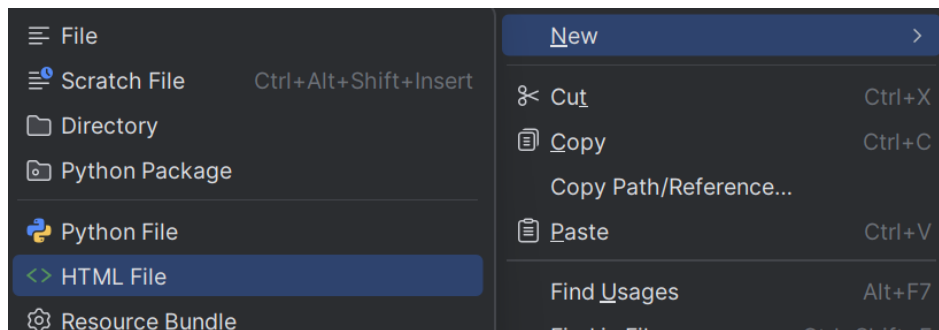 File
Scratch File Ctrl+Alt+Shift+Insert
Directory
Python Package
Python File
HTML File
Resource Bundle
New
Cut Ctrl+X
Copy Ctrl+C
Copy Path/Reference...
Paste Ctrl+V
Find Usages Alt+F7